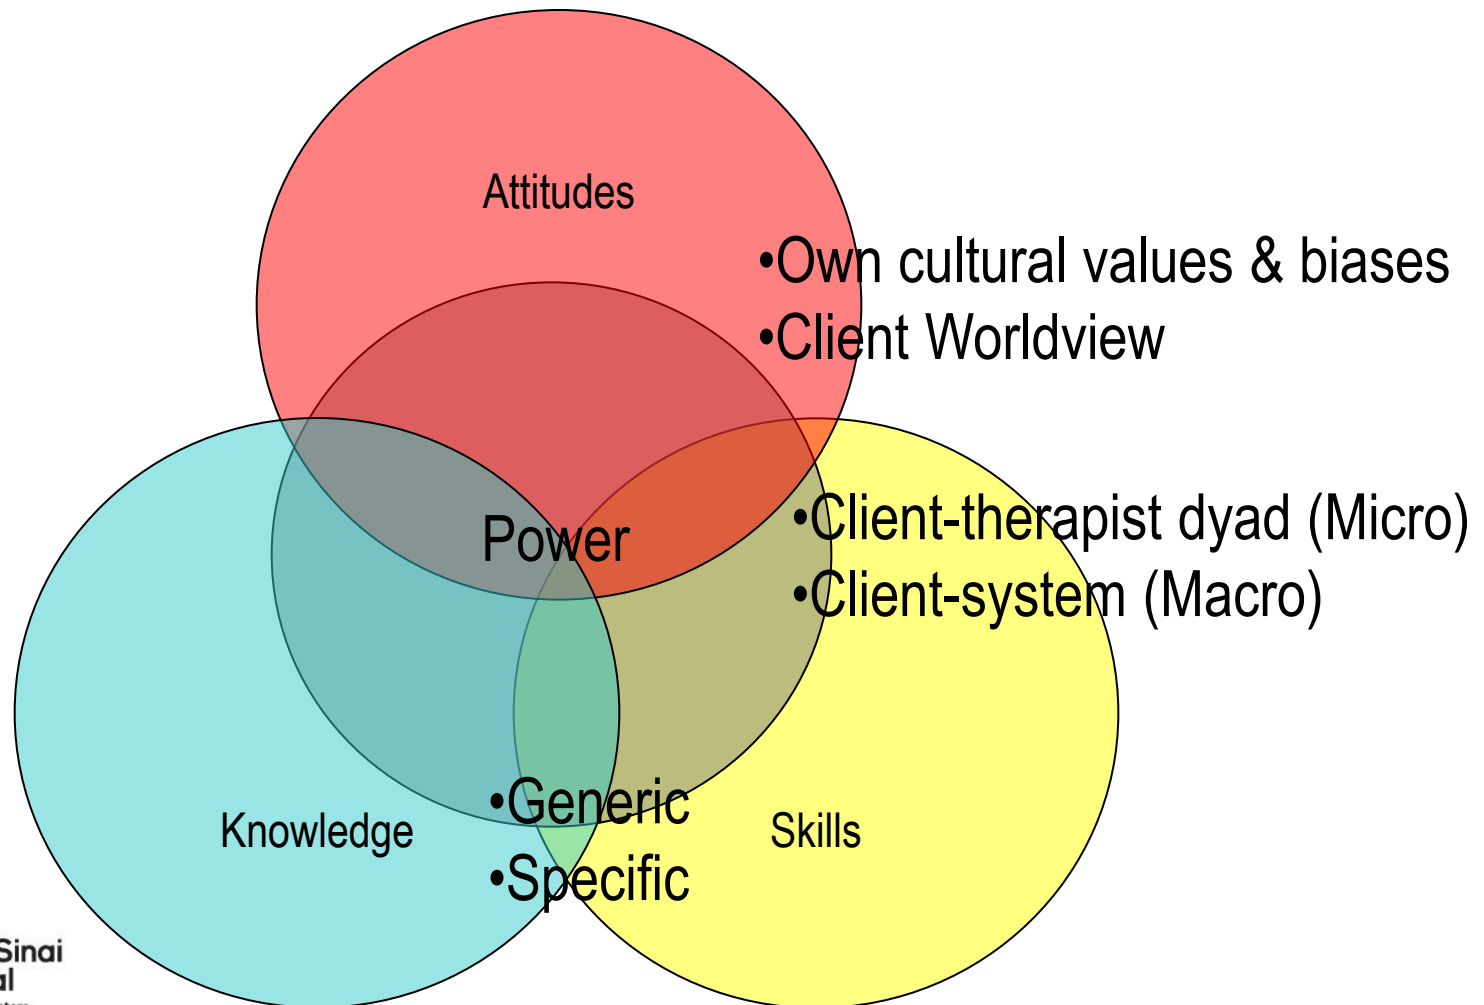 Attitudes
•Own cultural values & biases
•Client Worldview
Power
•Client-therapist dyad (Micro)
•Client-system (Macro)
Knowledge
•Generic
•Specific
Skills
Sinai